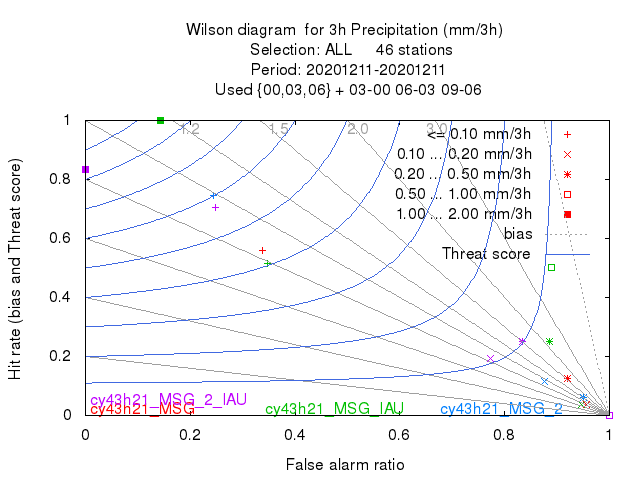 Wilson diagram for 3h Precipitation (mm/3h)
Selection: ALL 46 stations
Period: 20201211-20201211
Used {00,03,06} + 03-00 06-03 09-06
1.2 1.5 2.0 3.0
<= 0.10 mm/3h
0.10 ... 0.20 mm/3h
0.20 ... 0.50 mm/3h
0.50 ... 1.00 mm/3h
1.00 ... 2.00 mm/3h
bias
Threat score
1
0.8
0.6
0.4
0.2
0
Hit rate (bias and Threat score)
cy43h21_MSG_2_IAU
cy43h21_MSG cy43h21_MSG_IAU cy43h21_MSG_2
0 0.2 0.4 0.6 0.8 1
False alarm ratio